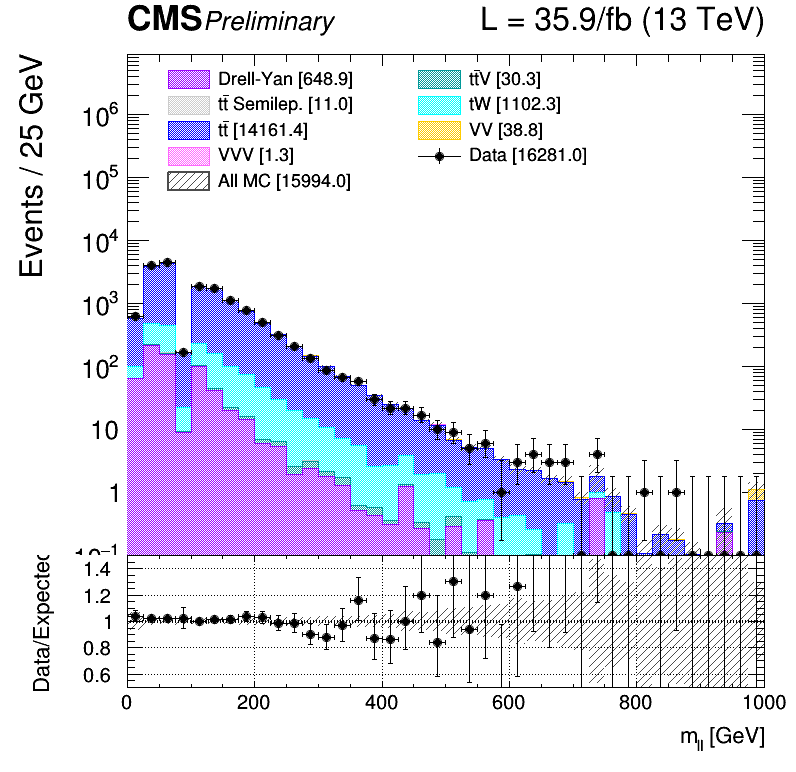 CMS Preliminary L = 35.9/fb (13 TeV)
Events / 25 GeV
Drell-Yan [648.9]
tt̄ Semilep. [11.0]
tt̄ [14161.4]
VVV [1.3]
All MC [15994.0]
tt̄V [30.3]
tW [1102.3]
VV [38.8]
Data [16281.0]
10⁶
10⁵
10⁴
10³
10²
10
1
10⁻¹
Data/Expected
1.4
1.2
1
0.8
0.6
0 200 400 600 800 1000
m_ll [GeV]